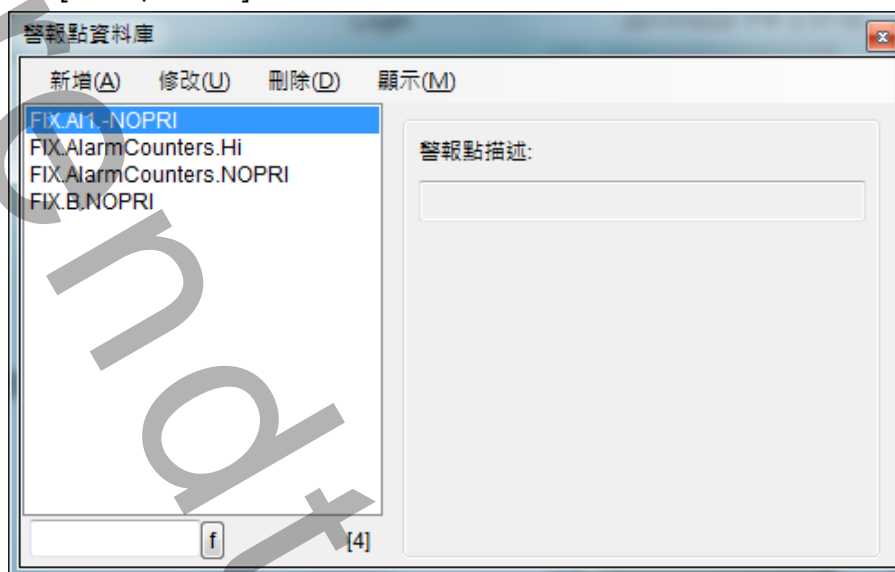 警報點資料庫
新增(A) 修改(U) 刪除(D) 顯示(M)
FIX.AI1.-NOPRI
FIX.AlarmCounters.Hi
FIX.AlarmCounters.NOPRI
FIX.B.NOPRI
警報點描述:
f [4]